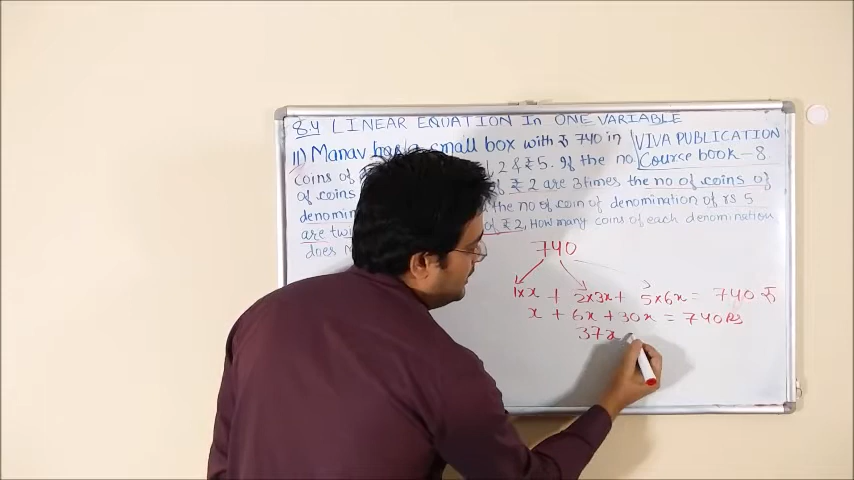 8.4 LINEAR EQUATION In ONE VARIABLE
11) Manav has a small box with ₹ 740 in
VIVA PUBLICATION
Course Book - 8
coins of 1, 2 & ₹ 5. If the no
of coins of ₹ 2 are 3 times the no of coins of
denomination the no of coin of denomination of rs 5
are twice of ₹ 2, How many coins of each denomination
does
740
1×x + 2×3x + 5×6x = 740 ₹
x + 6x + 30x = 740 Rs
37x